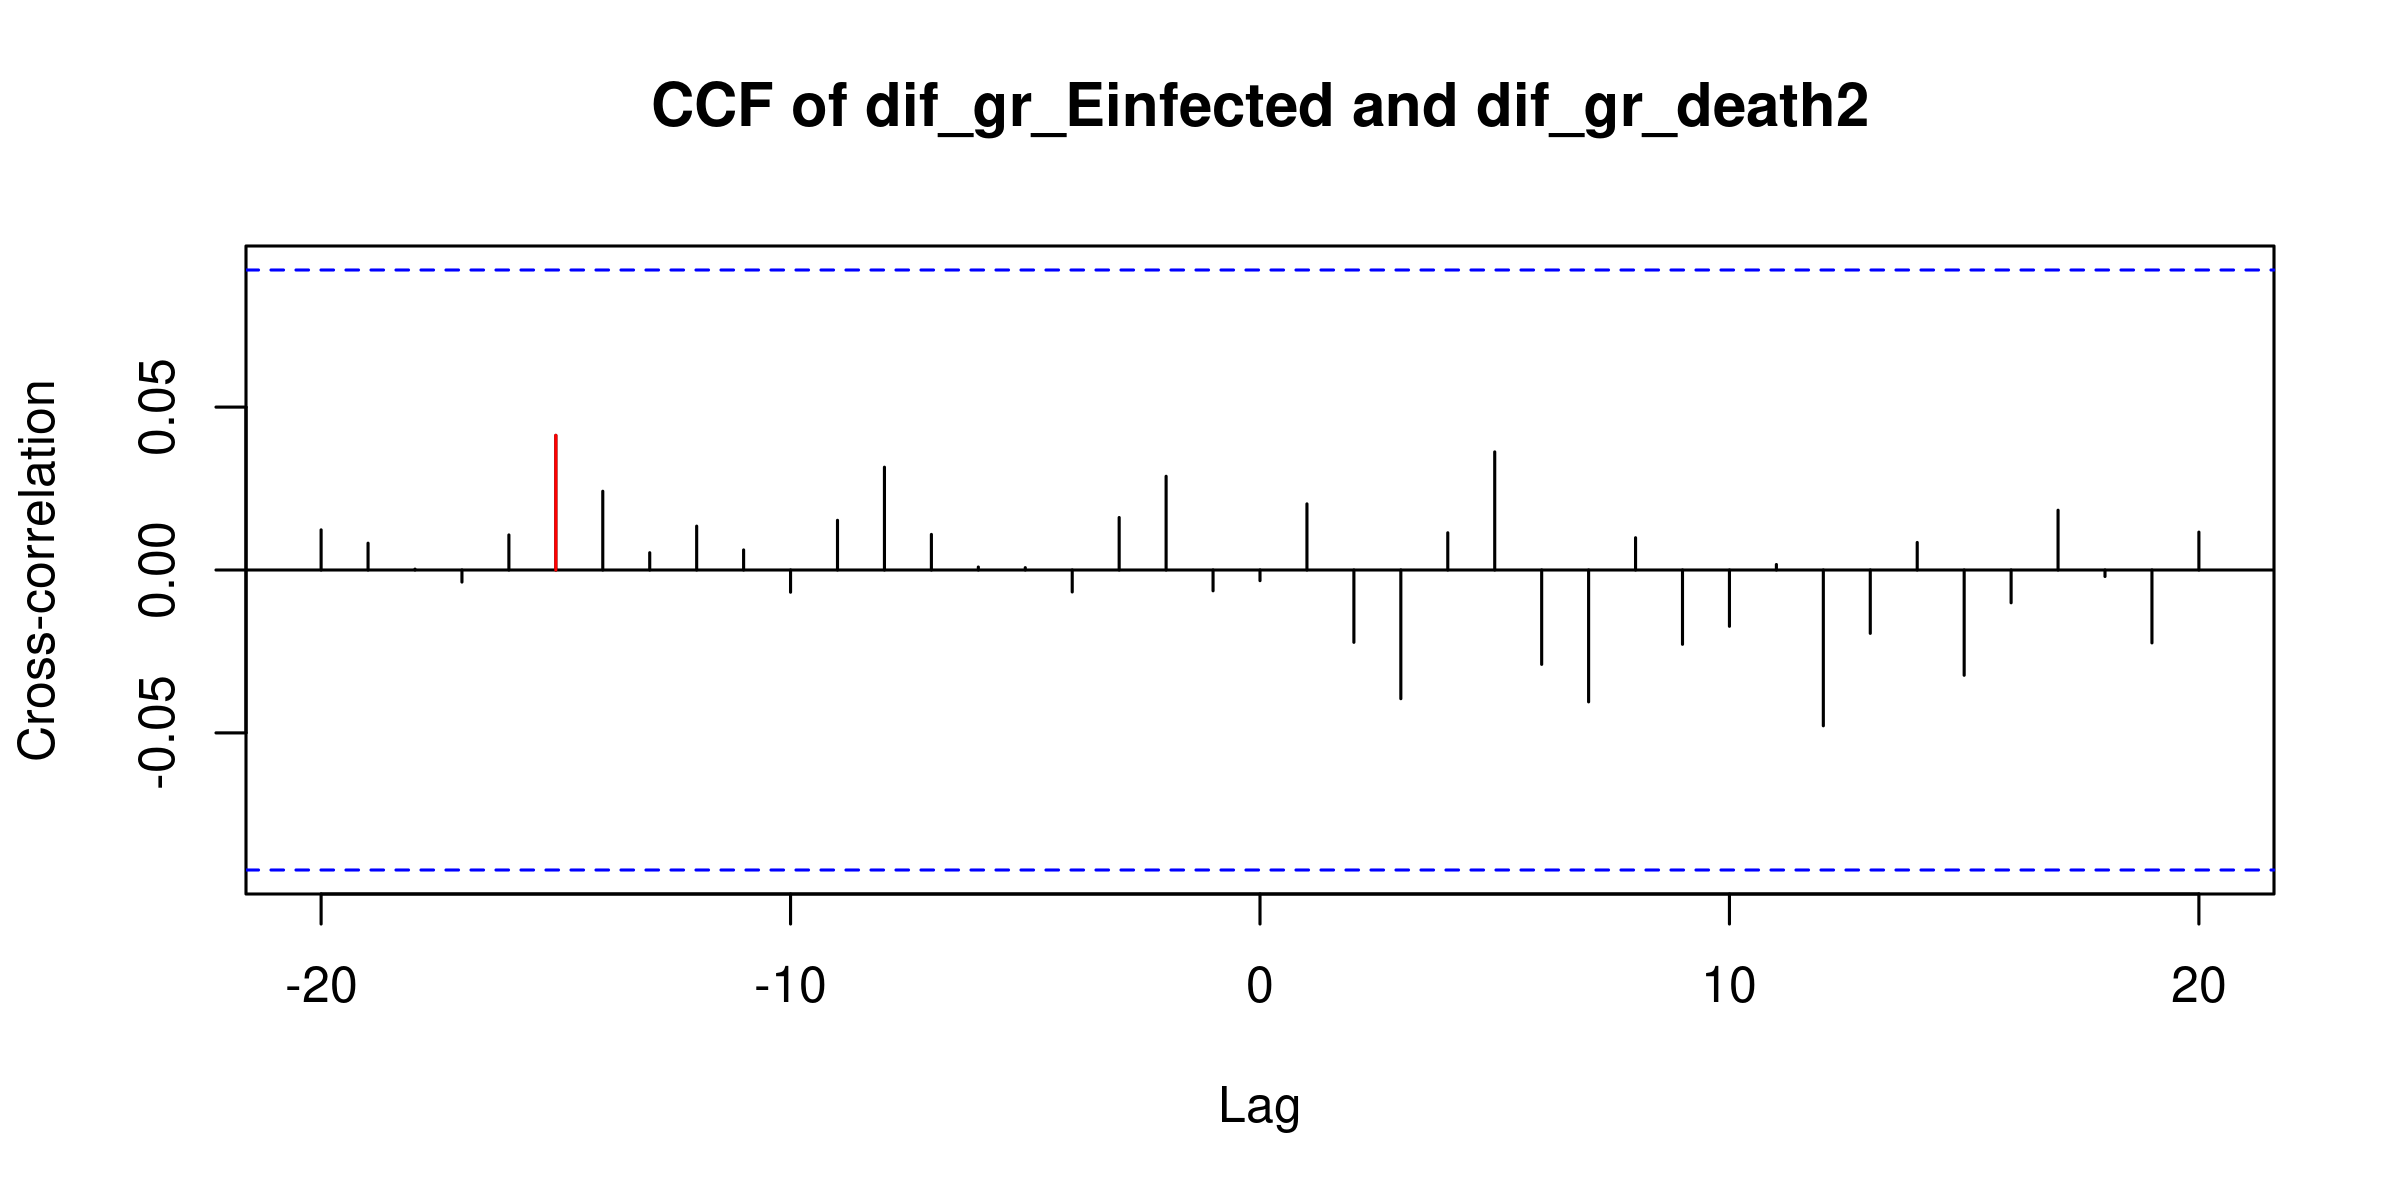 CCF of dif_gr_Einfected and dif_gr_death2
Cross-correlation
0.05
0.00
-0.05
-20 -10 0 10 20
Lag